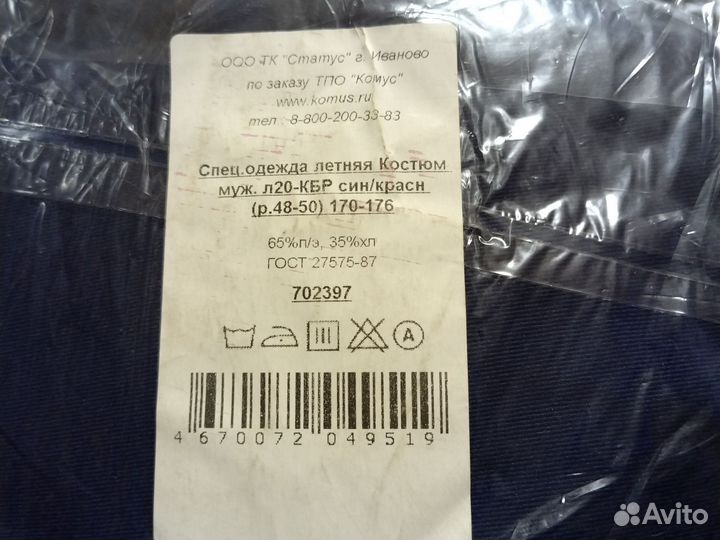 ООО ТК "Статус" г. Иваново
по заказу ТПО "Комус"
www.komus.ru
тел.: 8-800-200-33-83
Спец.одежда летняя Костюм
муж. л20-КБР син/красн
(р.48-50) 170-176
65%п/э, 35%хл
ГОСТ 27575-87
702397
A
4 670072 049519
Avito